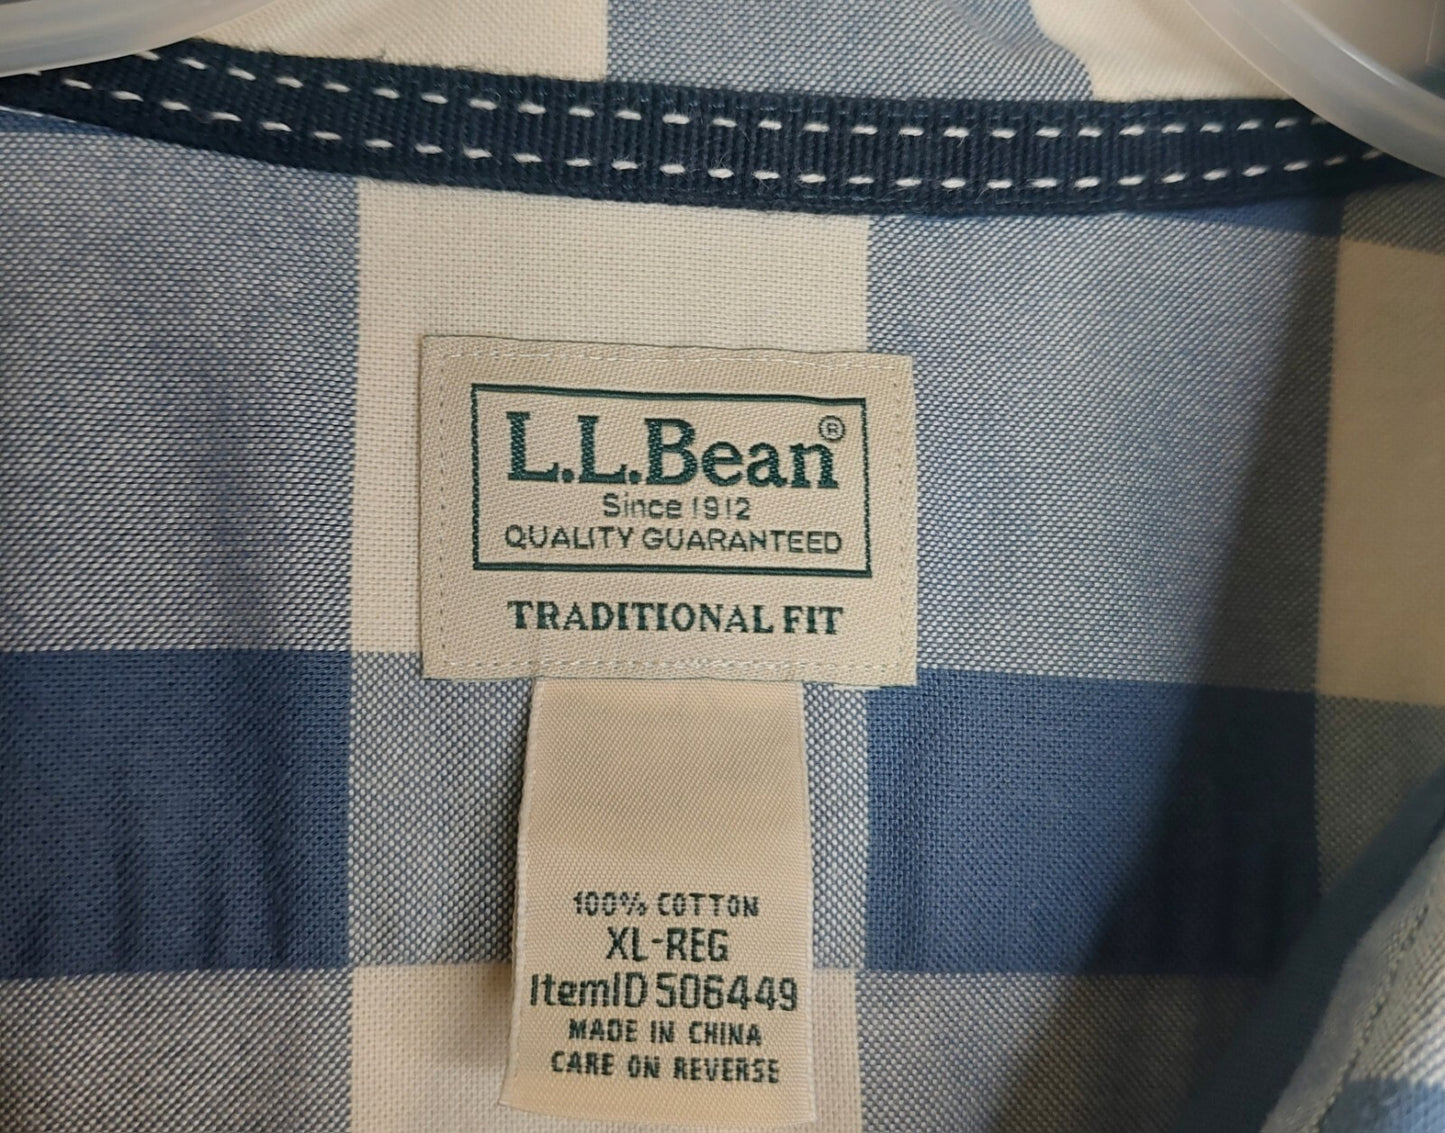 L.L.Bean®
Since 1912
QUALITY GUARANTEED
TRADITIONAL FIT
100% COTTON
XL-REG
ItemID 506449
MADE IN CHINA
CARE ON REVERSE